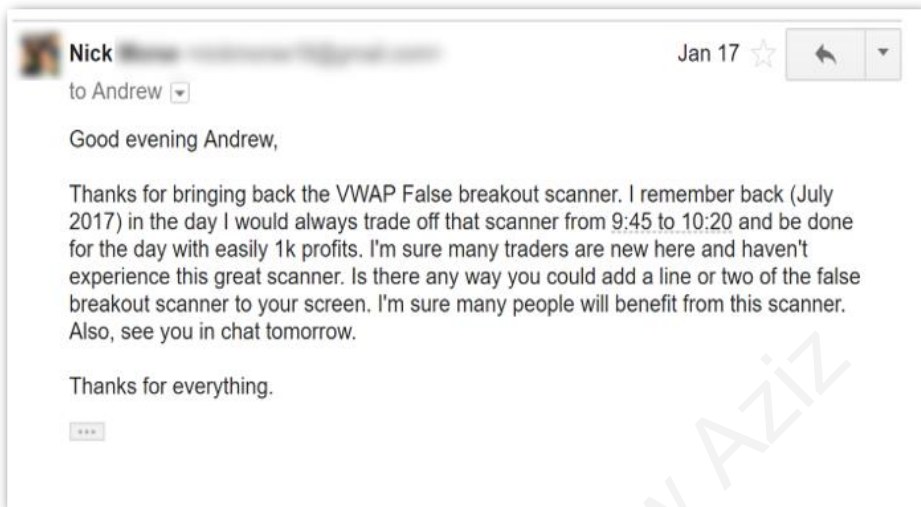 Nick
Jan 17
to Andrew
Good evening Andrew,
Thanks for bringing back the VWAP False breakout scanner. I remember back (July
2017) in the day I would always trade off that scanner from 9:45 to 10:20 and be done
for the day with easily 1k profits. I'm sure many traders are new here and haven't
experience this great scanner. Is there any way you could add a line or two of the false
breakout scanner to your screen. I'm sure many people will benefit from this scanner.
Also, see you in chat tomorrow.
Thanks for everything.
w Aziz